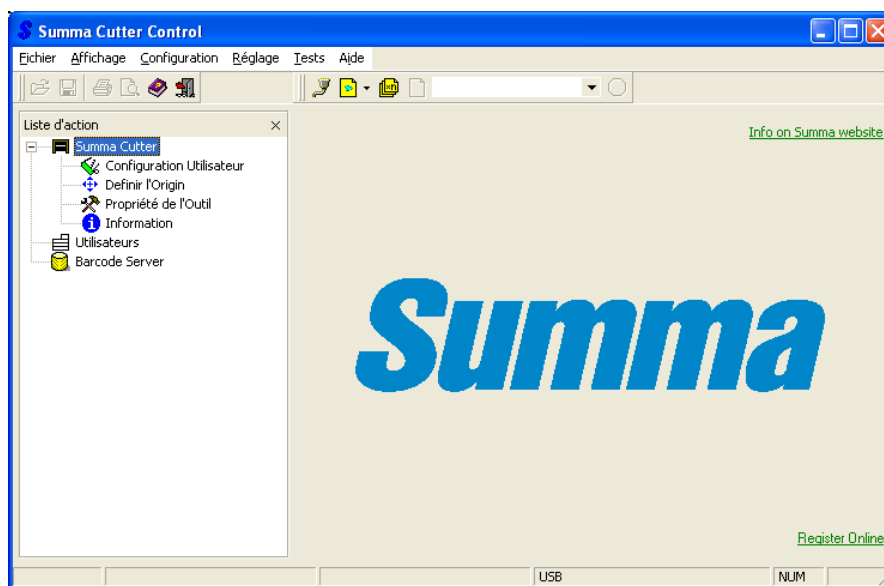 Summa Cutter Control
Fichier Affichage Configuration Réglage Tests Aide
Liste d'action
Info on Summa website
Summa Cutter
Configuration Utilisateur
Definir l'Origin
Propriété de l'Outil
Information
Utilisateurs
Barcode Server
Summa
Register Online
USB NUM